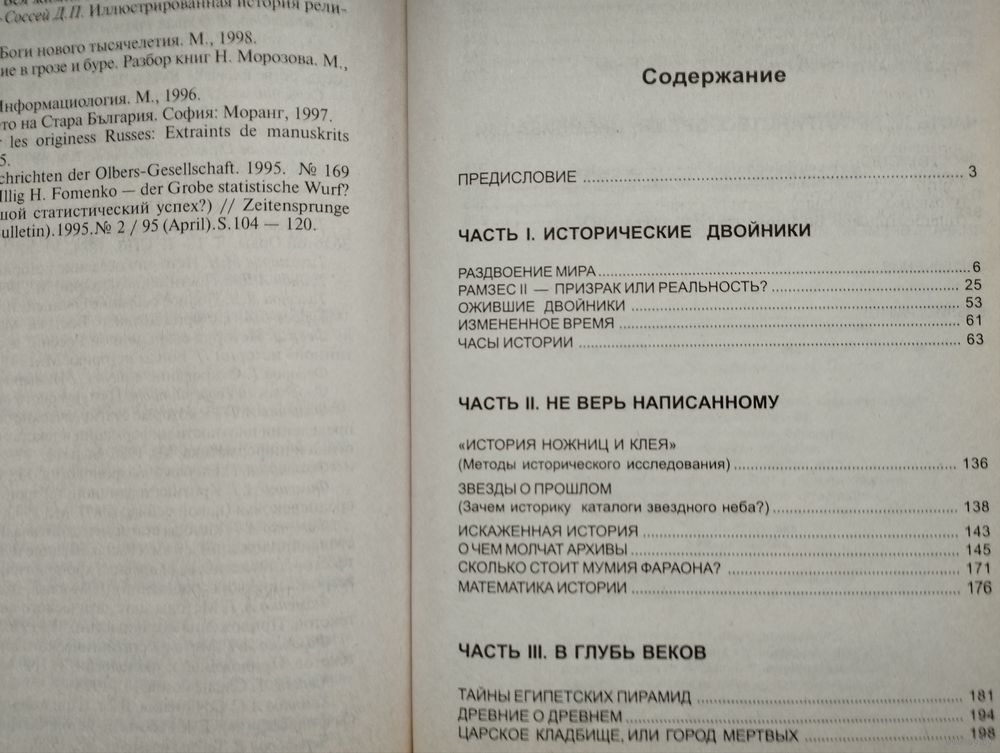 -Соссей Д.П. Иллюстрированная история рели-
Боги нового тысячелетия. М., 1998.
ие в грозе и буре. Разбор книг Н. Морозова. М.,
Информациология. М., 1996.
то на Стара България. София: Моранг, 1997.
les originess Russes: Extraints de manuskrits
5.
chrichten der Olbers-Gesellschaft. 1995. № 169
Illig H. Fomenko — der Grobe statistische Wurf?
шой статистический успех?) // Zeitensprunge
ulletin).1995.№ 2 / 95 (April).S.104 — 120.
Содержание
ПРЕДИСЛОВИЕ ... 3
ЧАСТЬ I. ИСТОРИЧЕСКИЕ ДВОЙНИКИ
РАЗДВОЕНИЕ МИРА ... 6
РАМЗЕС II — ПРИЗРАК ИЛИ РЕАЛЬНОСТЬ? ... 25
ОЖИВШИЕ ДВОЙНИКИ ... 53
ИЗМЕНЕННОЕ ВРЕМЯ ... 61
ЧАСЫ ИСТОРИИ ... 63
ЧАСТЬ II. НЕ ВЕРЬ НАПИСАННОМУ
«ИСТОРИЯ НОЖНИЦ И КЛЕЯ»
(Методы исторического исследования) ... 136
ЗВЕЗДЫ О ПРОШЛОМ
(Зачем историку каталоги звездного неба?) ... 138
ИСКАЖЕННАЯ ИСТОРИЯ ... 143
О ЧЕМ МОЛЧАТ АРХИВЫ ... 145
СКОЛЬКО СТОИТ МУМИЯ ФАРАОНА? ... 171
МАТЕМАТИКА ИСТОРИИ ... 176
ЧАСТЬ III. В ГЛУБЬ ВЕКОВ
ТАЙНЫ ЕГИПЕТСКИХ ПИРАМИД ... 181
ДРЕВНИЕ О ДРЕВНЕМ ... 194
ЦАРСКОЕ КЛАДБИЩЕ, ИЛИ ГОРОД МЕРТВЫХ ... 198